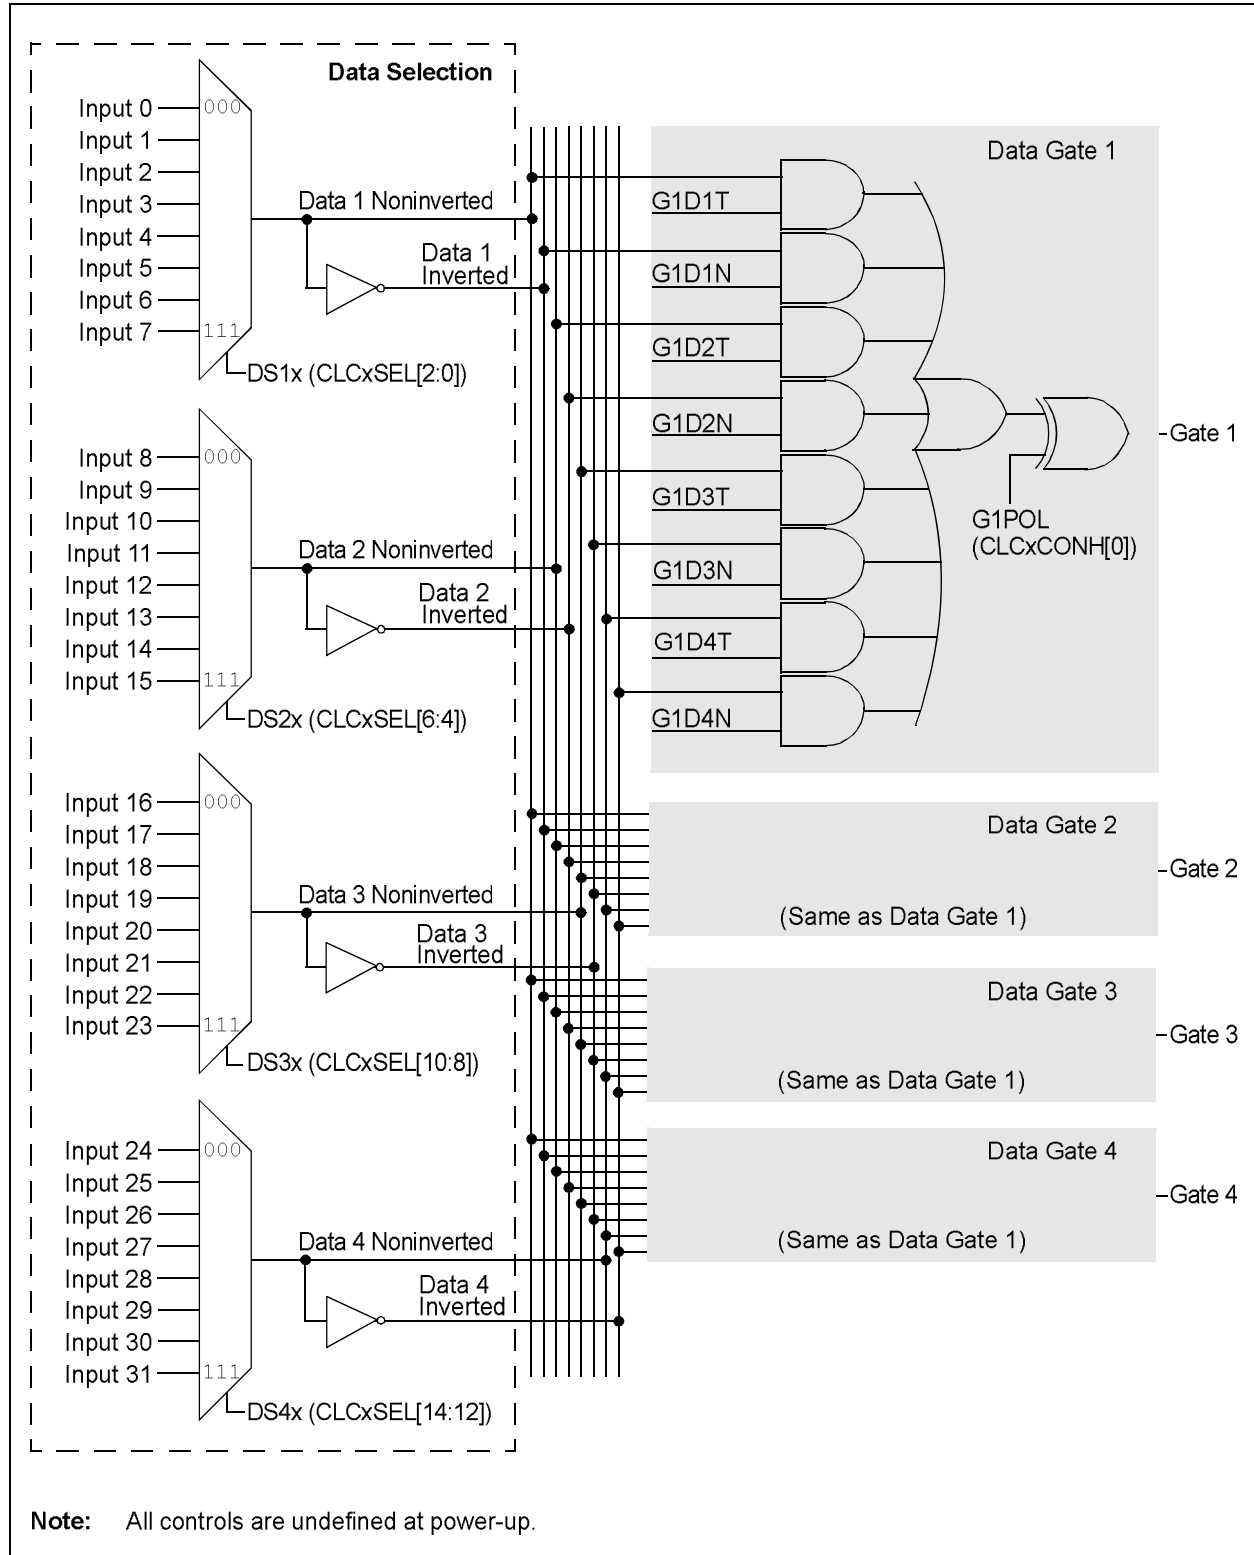 Data Selection
Input 0
000
Input 1
Input 2
Input 3
Input 4
Input 5
Input 6
Input 7
111
Data 1 Noninverted
Data 1
Inverted
DS1x (CLCxSEL[2:0])
Input 8
000
Input 9
Input 10
Input 11
Input 12
Input 13
Input 14
Input 15
111
Data 2 Noninverted
Data 2
Inverted
DS2x (CLCxSEL[6:4])
Input 16
000
Input 17
Input 18
Input 19
Input 20
Input 21
Input 22
Input 23
111
Data 3 Noninverted
Data 3
Inverted
DS3x (CLCxSEL[10:8])
Input 24
000
Input 25
Input 26
Input 27
Input 28
Input 29
Input 30
Input 31
111
Data 4 Noninverted
Data 4
Inverted
DS4x (CLCxSEL[14:12])
Data Gate 1
G1D1T
G1D1N
G1D2T
G1D2N
G1D3T
G1D3N
G1D4T
G1D4N
G1POL
(CLCxCONH[0])
Gate 1
Data Gate 2
(Same as Data Gate 1)
Gate 2
Data Gate 3
(Same as Data Gate 1)
Gate 3
Data Gate 4
(Same as Data Gate 1)
Gate 4
Note: All controls are undefined at power-up.